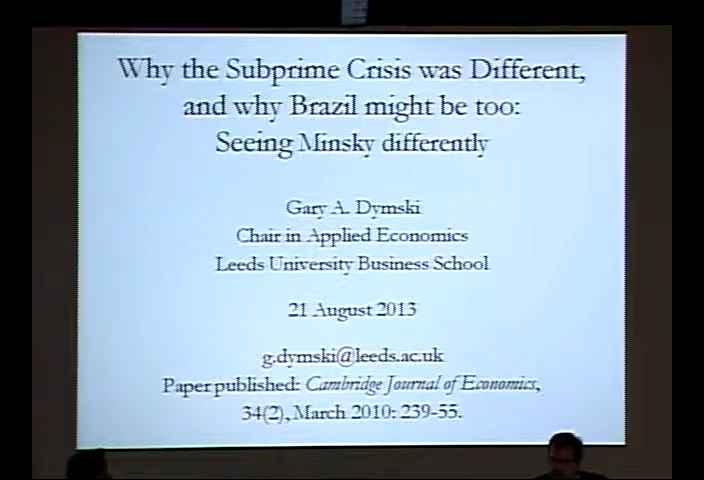 Why the Subprime Crisis was Different,
and why Brazil might be too:
Seeing Minsky differently
Gary A. Dymski
Chair in Applied Economics
Leeds University Business School
21 August 2013
g.dymski@leeds.ac.uk
Paper published: Cambridge Journal of Economics,
34(2), March 2010: 239-55.